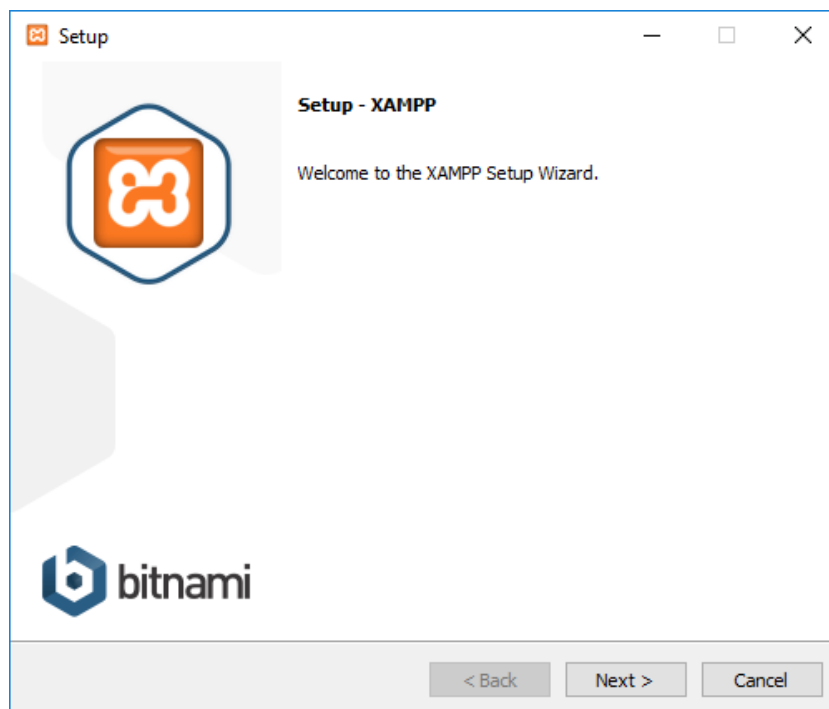 Setup
Setup - XAMPP
Welcome to the XAMPP Setup Wizard.
bitnami
< Back
Next >
Cancel